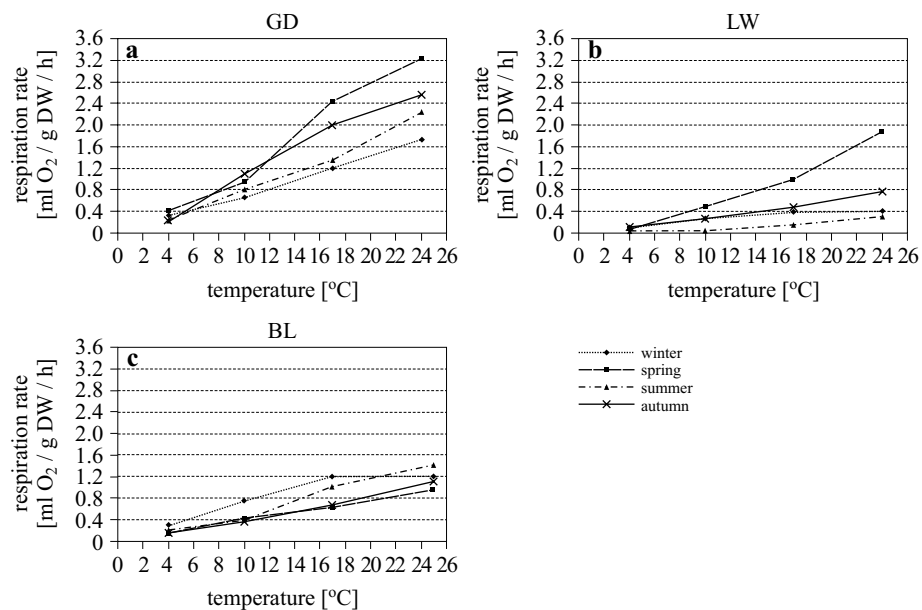 GD
a
3.6
3.2
2.8
2.4
2.0
1.6
1.2
0.8
0.4
0
respiration rate
[ml O₂ / g DW / h]
0 2 4 6 8 10 12 14 16 18 20 22 24 26
temperature [°C]
LW
b
3.6
3.2
2.8
2.4
2.0
1.6
1.2
0.8
0.4
0
respiration rate
[ml O₂ / g DW / h]
0 2 4 6 8 10 12 14 16 18 20 22 24 26
temperature [°C]
BL
c
3.6
3.2
2.8
2.4
2.0
1.6
1.2
0.8
0.4
0
respiration rate
[ml O₂ / g DW / h]
0 2 4 6 8 10 12 14 16 18 20 22 24 26
temperature [°C]
winter
spring
summer
autumn